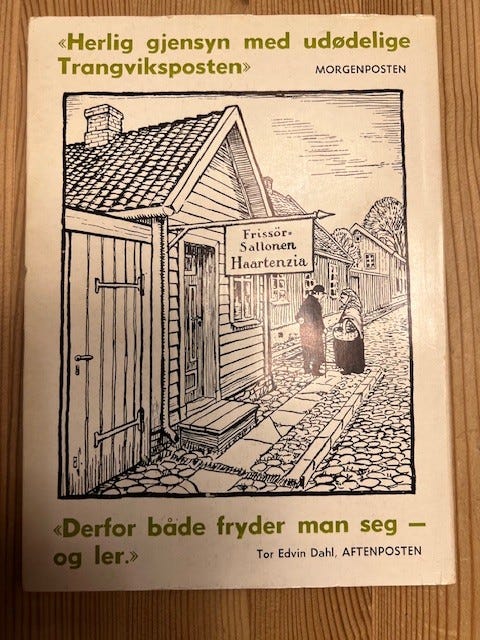 «Herlig gjensyn med udødelige
Trangviksposten» MORGENPOSTEN
Frissör-
Sallonen
Haartenzia
«Derfor både fryder man seg —
og ler.» Tor Edvin Dahl, AFTENPOSTEN